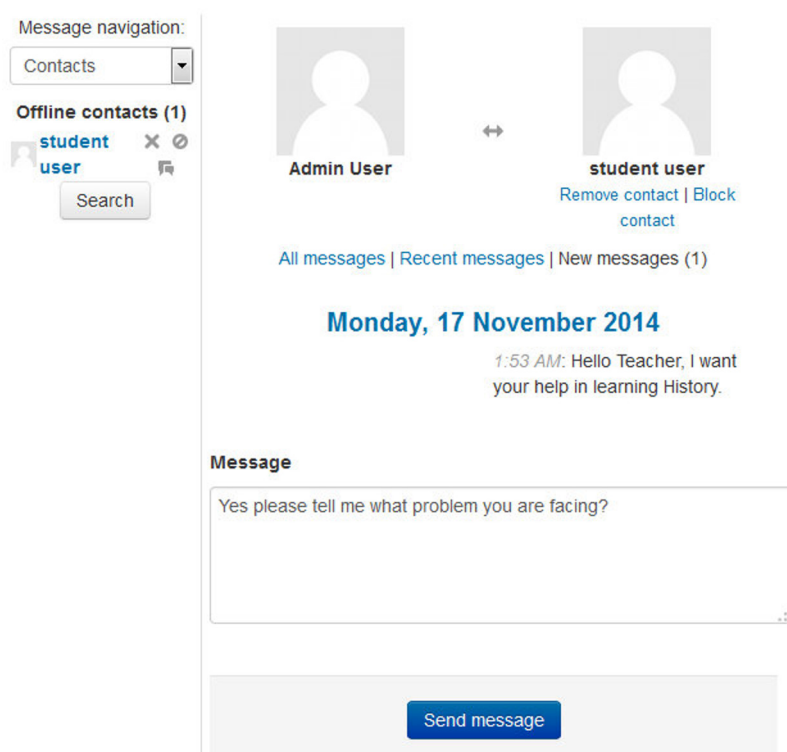 Message navigation:
Contacts
Offline contacts (1)
student
user
Search
Admin User
student user
Remove contact | Block
contact
All messages | Recent messages | New messages (1)
Monday, 17 November 2014
1:53 AM: Hello Teacher, I want
your help in learning History.
Message
Yes please tell me what problem you are facing?
Send message